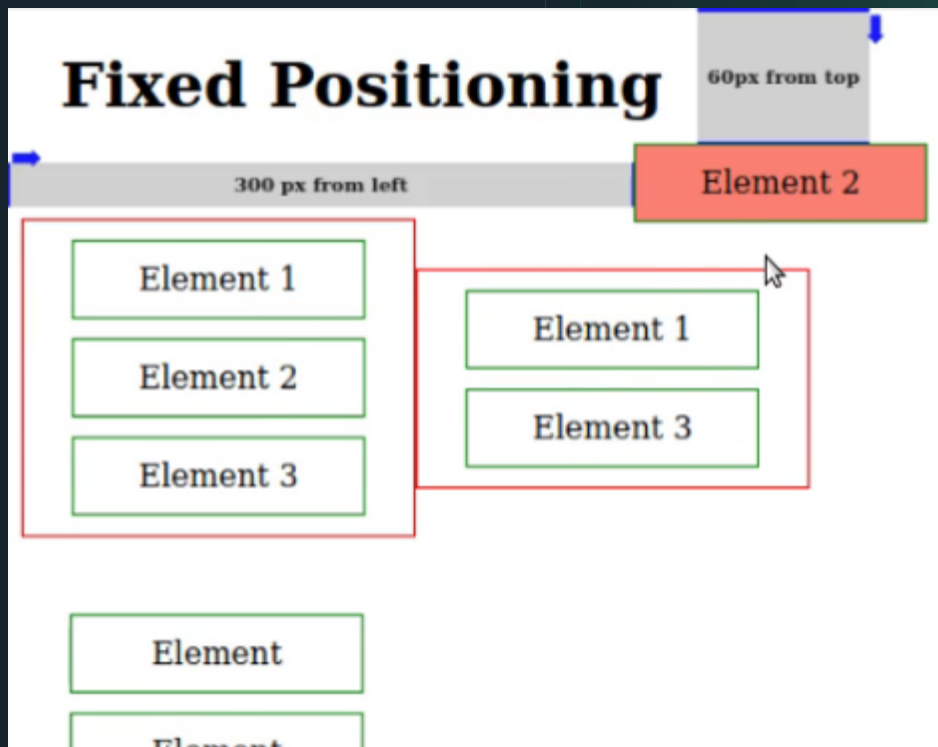 Fixed Positioning
60px from top
300 px from left
Element 2
Element 1
Element 2
Element 3
Element 1
Element 3
Element
Element